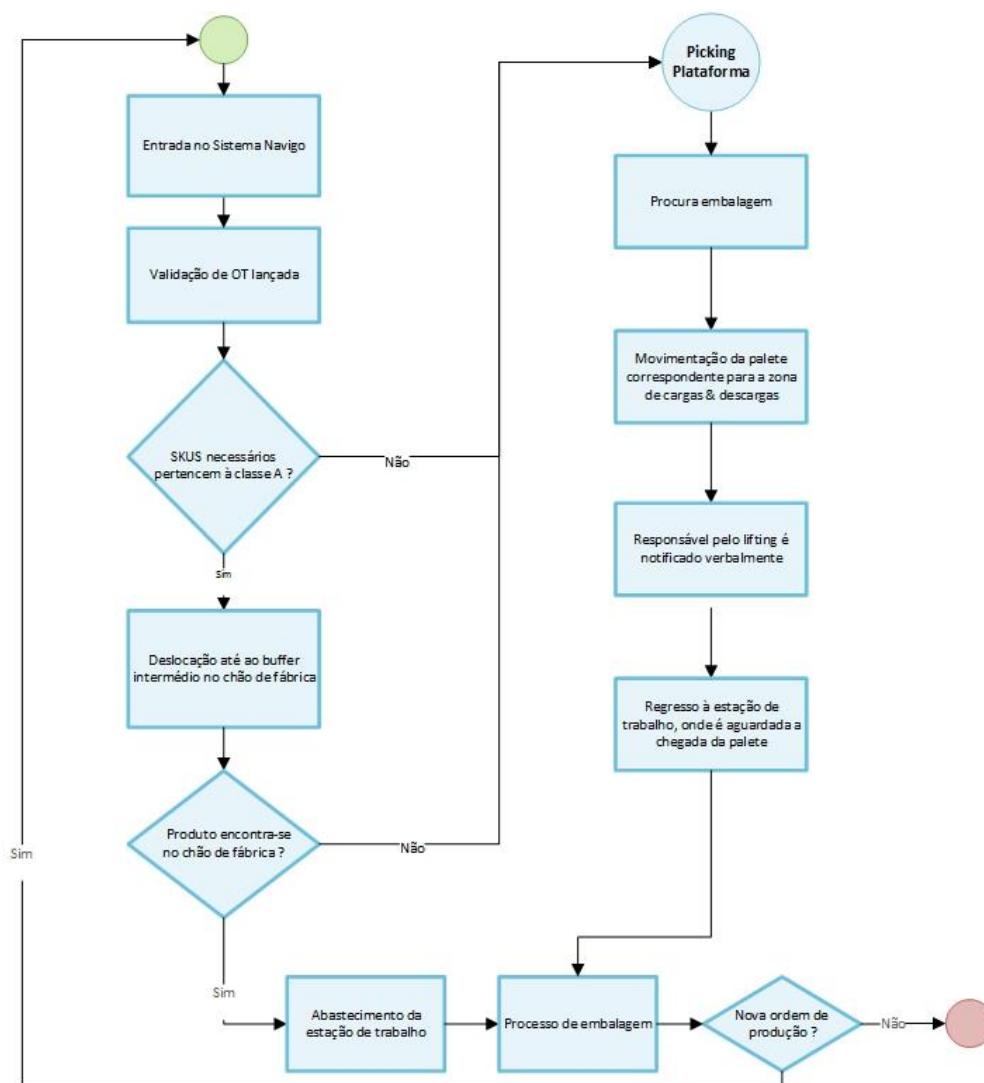 Picking
Plataforma
Entrada no Sistema Navigo
Validação de OT lançada
SKUS necessários
pertencem à classe A ?
Não
Sim
Deslocação até ao buffer
intermédio no chão de fábrica
Produto encontra-se
no chão de fábrica ?
Não
Sim
Sim
Procura embalagem
Movimentação da palete
correspondente para a zona
de cargas & descargas
Responsável pelo lifting é
notificado verbalmente
Regresso à estação de
trabalho, onde é aguardada a
chegada da palete
Abastecimento da
estação de trabalho
Processo de embalagem
Nova ordem de
produção ?
Não